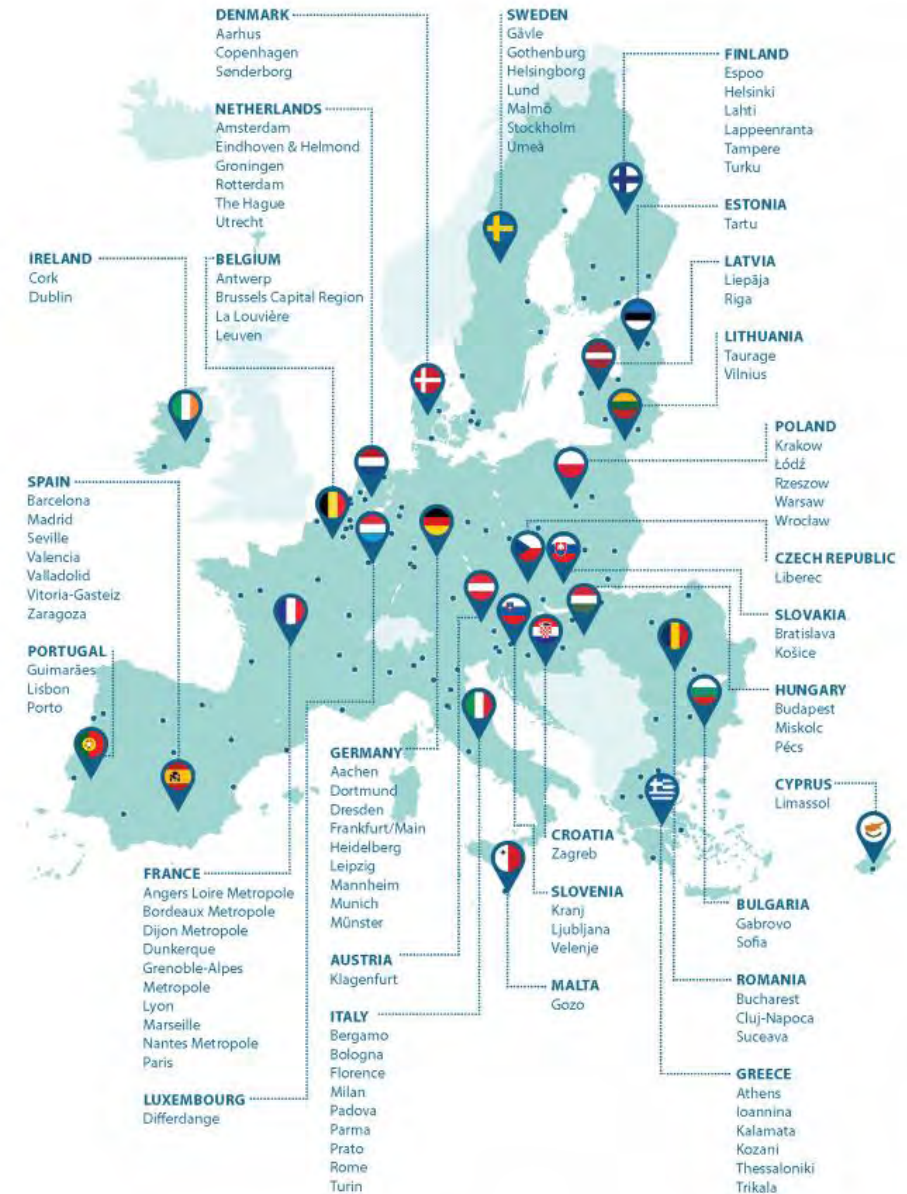 DENMARK
Aarhus
Copenhagen
Sønderborg
SWEDEN
Gävle
Gothenburg
Helsingborg
Lund
Malmö
Stockholm
Umeå
FINLAND
Espoo
Helsinki
Lahti
Lappeenranta
Tampere
Turku
NETHERLANDS
Amsterdam
Eindhoven & Helmond
Groningen
Rotterdam
The Hague
Utrecht
ESTONIA
Tartu
IRELAND
Cork
Dublin
BELGIUM
Antwerp
Brussels Capital Region
La Louvière
Leuven
LATVIA
Liepāja
Riga
LITHUANIA
Taurage
Vilnius
POLAND
Krakow
Łódź
Rzeszow
Warsaw
Wrocław
SPAIN
Barcelona
Madrid
Seville
Valencia
Valladolid
Vitoria-Gasteiz
Zaragoza
CZECH REPUBLIC
Liberec
SLOVAKIA
Bratislava
Košice
PORTUGAL
Guimarães
Lisbon
Porto
HUNGARY
Budapest
Miskolc
Pécs
GERMANY
Aachen
Dortmund
Dresden
Frankfurt/Main
Heidelberg
Leipzig
Mannheim
Munich
Münster
CYPRUS
Limassol
CROATIA
Zagreb
FRANCE
Angers Loire Metropole
Bordeaux Metropole
Dijon Metropole
Dunkerque
Grenoble-Alpes
Metropole
Lyon
Marseille
Nantes Metropole
Paris
SLOVENIA
Kranj
Ljubljana
Velenje
BULGARIA
Gabrovo
Sofia
AUSTRIA
Klagenfurt
MALTA
Gozo
ROMANIA
Bucharest
Cluj-Napoca
Suceava
ITALY
Bergamo
Bologna
Florence
Milan
Padova
Parma
Prato
Rome
Turin
LUXEMBOURG
Differdange
GREECE
Athens
Ioannina
Kalamata
Kozani
Thessaloniki
Trikala